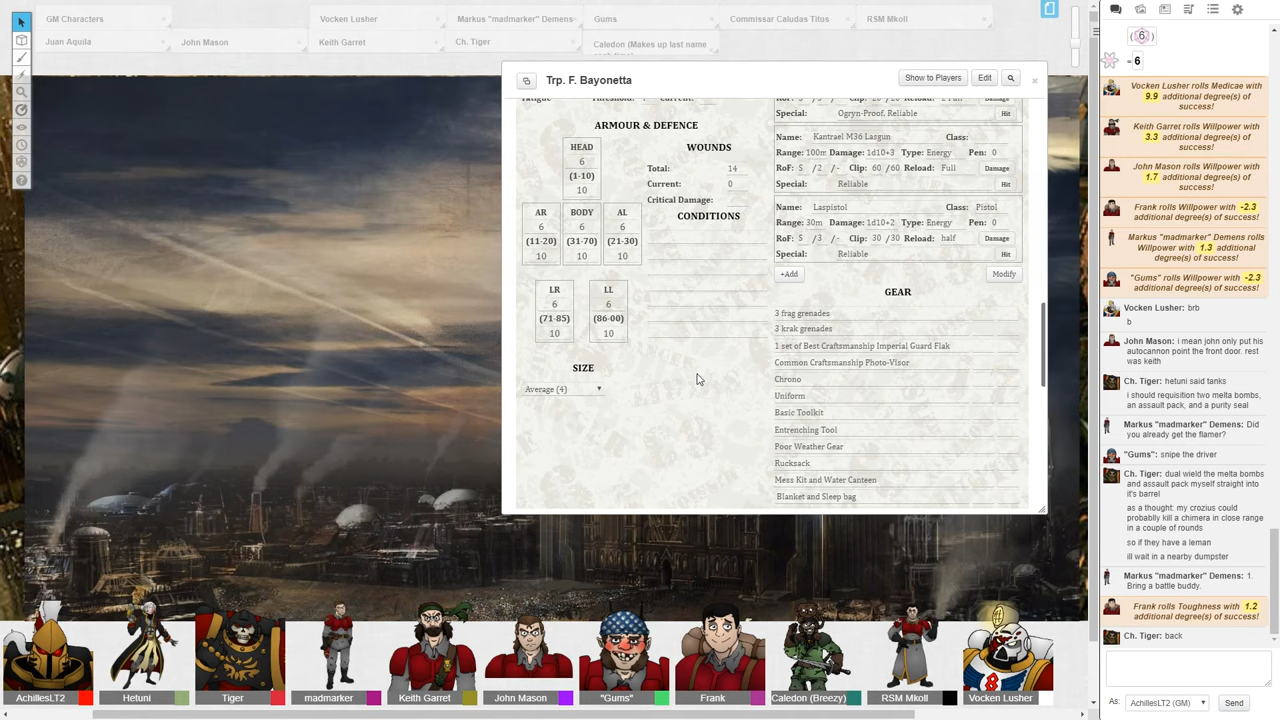 GM Characters
Vocken Lusher
Markus "madmarker" Demens
Gums
Commissar Caludas Titus
RSM Mkoll
Juan Aquila
John Mason
Keith Garret
Ch. Tiger
Caledon (Makes up last name
Trp. F. Bayonetta
Show to Players
Edit
ARMOUR & DEFENCE
HEAD
6
(1-10)
10
AR
6
(11-20)
10
BODY
6
(31-70)
10
AL
6
(21-30)
10
LR
6
(71-85)
10
LL
6
(86-00)
10
SIZE
Average (4)
WOUNDS
Total: 14
Current: 0
Critical Damage:
CONDITIONS
Damage
Special: Ogryn-Proof, Reliable Hit
Name: Kantrael M36 Lasgun Class:
Range: 100m Damage: 1d10+3 Type: Energy Pen: 0
RoF: S /2 /- Clip: 60 /60 Reload: Full Damage
Special: Reliable Hit
Name: Laspistol Class: Pistol
Range: 30m Damage: 1d10+2 Type: Energy Pen: 0
RoF: S /3 /- Clip: 30 /30 Reload: half Damage
Special: Reliable Hit
+Add Modify
GEAR
3 frag grenades
3 krak grenades
1 set of Best Craftsmanship Imperial Guard Flak
Common Craftsmanship Photo-Visor
Chrono
Uniform
Basic Toolkit
Entrenching Tool
Poor Weather Gear
Rucksack
Mess Kit and Water Canteen
Blanket and Sleep bag
(6)
=6
Vocken Lusher rolls Medicae with
9.9 additional degree(s) of
success!
Keith Garret rolls Willpower with
3.3 additional degree(s) of
success!
John Mason rolls Willpower with
1.7 additional degree(s) of
success!
Frank rolls Willpower with -2.3
additional degree(s) of success!
Markus "madmarker" Demens rolls
Willpower with 1.3 additional
degree(s) of success!
"Gums" rolls Willpower with -2.3
additional degree(s) of success!
Vocken Lusher: brb
b
John Mason: i mean john only put his
autocannon point the front door. rest
was keith
Ch. Tiger: hetuni said tanks
i should requisition two melta bombs,
an assault pack, and a purity seal
Markus "madmarker" Demens: Did
you already get the flamer?
"Gums": snipe the driver
Ch. Tiger: dual wield the melta bombs
and assault pack myself straight into
it's barrel
as a thought: my crozius could
probablly kill a chimera in close range
in a couple of rounds
so if they have a leman
ill wait in a nearby dumpster
Markus "madmarker" Demens: 1.
Bring a battle buddy.
Frank rolls Toughness with 1.2
additional degree(s) of success!
Ch. Tiger: back
As: AchillesLT2 (GM) Send
AchillesLT2
Hetuni
Tiger
madmarker
Keith Garret
John Mason
"Gums"
Frank
Caledon (Breezy)
RSM Mkoll
Vocken Lusher